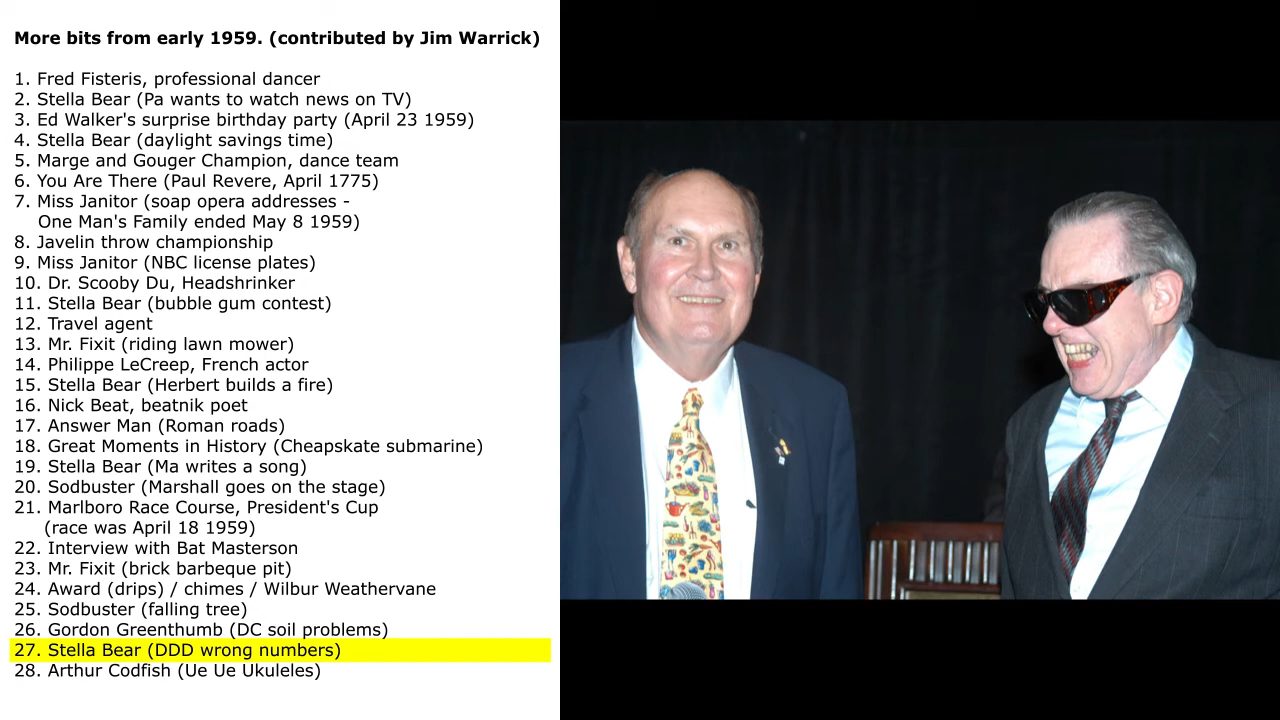 More bits from early 1959. (contributed by Jim Warrick)
1. Fred Fisteris, professional dancer
2. Stella Bear (Pa wants to watch news on TV)
3. Ed Walker's surprise birthday party (April 23 1959)
4. Stella Bear (daylight savings time)
5. Marge and Gouger Champion, dance team
6. You Are There (Paul Revere, April 1775)
7. Miss Janitor (soap opera addresses -
One Man's Family ended May 8 1959)
8. Javelin throw championship
9. Miss Janitor (NBC license plates)
10. Dr. Scooby Du, Headshrinker
11. Stella Bear (bubble gum contest)
12. Travel agent
13. Mr. Fixit (riding lawn mower)
14. Philippe LeCreep, French actor
15. Stella Bear (Herbert builds a fire)
16. Nick Beat, beatnik poet
17. Answer Man (Roman roads)
18. Great Moments in History (Cheapskate submarine)
19. Stella Bear (Ma writes a song)
20. Sodbuster (Marshall goes on the stage)
21. Marlboro Race Course, President's Cup
(race was April 18 1959)
22. Interview with Bat Masterson
23. Mr. Fixit (brick barbeque pit)
24. Award (drips) / chimes / Wilbur Weathervane
25. Sodbuster (falling tree)
26. Gordon Greenthumb (DC soil problems)
27. Stella Bear (DDD wrong numbers)
28. Arthur Codfish (Ue Ue Ukuleles)